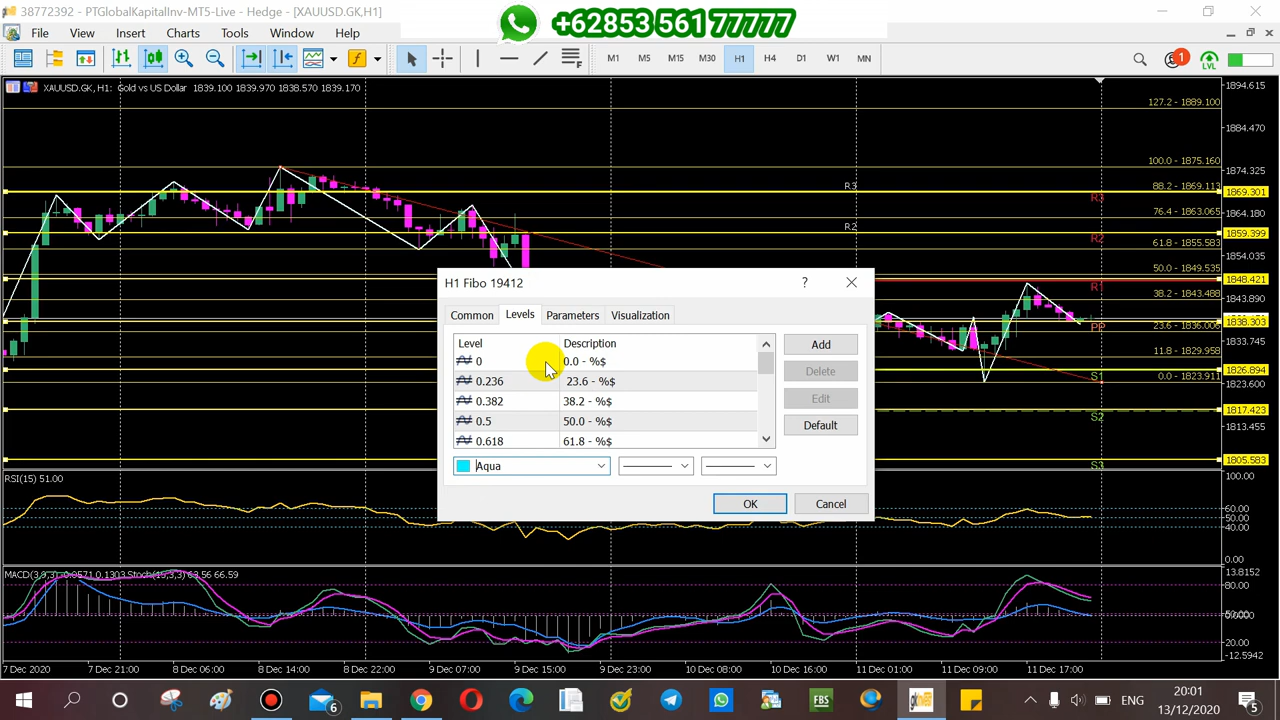 38772392 - PTGlobalKapitalInv-MT5-Live - Hedge - [XAUUSD.GK,H1]
+62853 561 77777
File View Insert Charts Tools Window Help
M1 M5 M15 M30 H1 H4 D1 W1 MN
1
LVL
XAUUSD.GK, H1: Gold vs US Dollar 1839.100 1839.970 1838.570 1839.170
1894.615
127.2 - 1889.100
1884.470
100.0 - 1875.160
1874.325
88.2 - 1869.113
R3
R3
1869.301
76.4 - 1863.065
1864.180
R2
R2
1859.399
61.8 - 1855.583
1854.035
50.0 - 1849.535
1848.421
R1
38.2 - 1843.488
1843.890
23.6 - 1836.006
PP
1836.303
1833.745
11.8 - 1829.958
1826.894
S1
0.0 - 1823.911
1823.600
S2
1817.423
1813.455
S3
1805.583
H1 Fibo 19412
?
Common Levels Parameters Visualization
Level Description
0 0.0 - %$
0.236 23.6 - %$
0.382 38.2 - %$
0.5 50.0 - %$
0.618 61.8 - %$
Add
Delete
Edit
Default
Aqua
OK Cancel
RSI(15) 51.00
100.00
60.00
50.00
40.00
0.00
13.8152
80.00
20.00
-12.5942
7 Dec 2020 7 Dec 21:00 8 Dec 06:00 8 Dec 14:00 8 Dec 22:00 9 Dec 07:00 9 Dec 15:00 9 Dec 23:00 10 Dec 08:00 10 Dec 16:00 11 Dec 01:00 11 Dec 09:00 11 Dec 17:00
6
FBS
ENG
20:01
13/12/2020
5